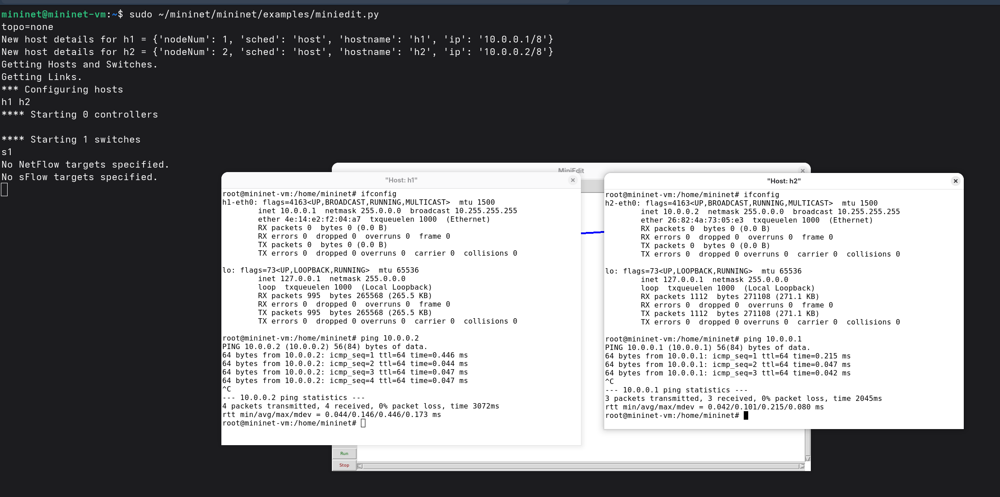 mininet@mininet-vm:~$ sudo ~/mininet/mininet/examples/miniedit.py
topo=none
New host details for h1 = {'nodeNum': 1, 'sched': 'host', 'hostname': 'h1', 'ip': '10.0.0.1/8'}
New host details for h2 = {'nodeNum': 2, 'sched': 'host', 'hostname': 'h2', 'ip': '10.0.0.2/8'}
Getting Hosts and Switches.
Getting Links.
*** Configuring hosts
h1 h2
**** Starting 0 controllers
**** Starting 1 switches
s1
No NetFlow targets specified.
No sFlow targets specified.
MiniEdit
"Host: h1"
root@mininet-vm:/home/mininet# ifconfig
h1-eth0: flags=4163<UP,BROADCAST,RUNNING,MULTICAST>  mtu 1500
        inet 10.0.0.1  netmask 255.0.0.0  broadcast 10.255.255.255
        ether 4e:14:e2:f2:04:a7  txqueuelen 1000  (Ethernet)
        RX packets 0  bytes 0 (0.0 B)
        RX errors 0  dropped 0  overruns 0  frame 0
        TX packets 0  bytes 0 (0.0 B)
        TX errors 0  dropped 0 overruns 0  carrier 0  collisions 0
lo: flags=73<UP,LOOPBACK,RUNNING>  mtu 65536
        inet 127.0.0.1  netmask 255.0.0.0
        loop  txqueuelen 1000  (Local Loopback)
        RX packets 995  bytes 265568 (265.5 KB)
        RX errors 0  dropped 0  overruns 0  frame 0
        TX packets 995  bytes 265568 (265.5 KB)
        TX errors 0  dropped 0 overruns 0  carrier 0  collisions 0
root@mininet-vm:/home/mininet# ping 10.0.0.2
PING 10.0.0.2 (10.0.0.2) 56(84) bytes of data.
64 bytes from 10.0.0.2: icmp_seq=1 ttl=64 time=0.446 ms
64 bytes from 10.0.0.2: icmp_seq=2 ttl=64 time=0.044 ms
64 bytes from 10.0.0.2: icmp_seq=3 ttl=64 time=0.047 ms
64 bytes from 10.0.0.2: icmp_seq=4 ttl=64 time=0.047 ms
^C
--- 10.0.0.2 ping statistics ---
4 packets transmitted, 4 received, 0% packet loss, time 3072ms
rtt min/avg/max/mdev = 0.044/0.146/0.446/0.173 ms
root@mininet-vm:/home/mininet#
"Host: h2"
root@mininet-vm:/home/mininet# ifconfig
h2-eth0: flags=4163<UP,BROADCAST,RUNNING,MULTICAST>  mtu 1500
        inet 10.0.0.2  netmask 255.0.0.0  broadcast 10.255.255.255
        ether 26:82:4a:73:05:e3  txqueuelen 1000  (Ethernet)
        RX packets 0  bytes 0 (0.0 B)
        RX errors 0  dropped 0  overruns 0  frame 0
        TX packets 0  bytes 0 (0.0 B)
        TX errors 0  dropped 0 overruns 0  carrier 0  collisions 0
lo: flags=73<UP,LOOPBACK,RUNNING>  mtu 65536
        inet 127.0.0.1  netmask 255.0.0.0
        loop  txqueuelen 1000  (Local Loopback)
        RX packets 1112  bytes 271108 (271.1 KB)
        RX errors 0  dropped 0  overruns 0  frame 0
        TX packets 1112  bytes 271108 (271.1 KB)
        TX errors 0  dropped 0 overruns 0  carrier 0  collisions 0
root@mininet-vm:/home/mininet# ping 10.0.0.1
PING 10.0.0.1 (10.0.0.1) 56(84) bytes of data.
64 bytes from 10.0.0.1: icmp_seq=1 ttl=64 time=0.215 ms
64 bytes from 10.0.0.1: icmp_seq=2 ttl=64 time=0.047 ms
64 bytes from 10.0.0.1: icmp_seq=3 ttl=64 time=0.042 ms
^C
--- 10.0.0.1 ping statistics ---
3 packets transmitted, 3 received, 0% packet loss, time 2045ms
rtt min/avg/max/mdev = 0.042/0.101/0.215/0.080 ms
root@mininet-vm:/home/mininet#
Run
Stop